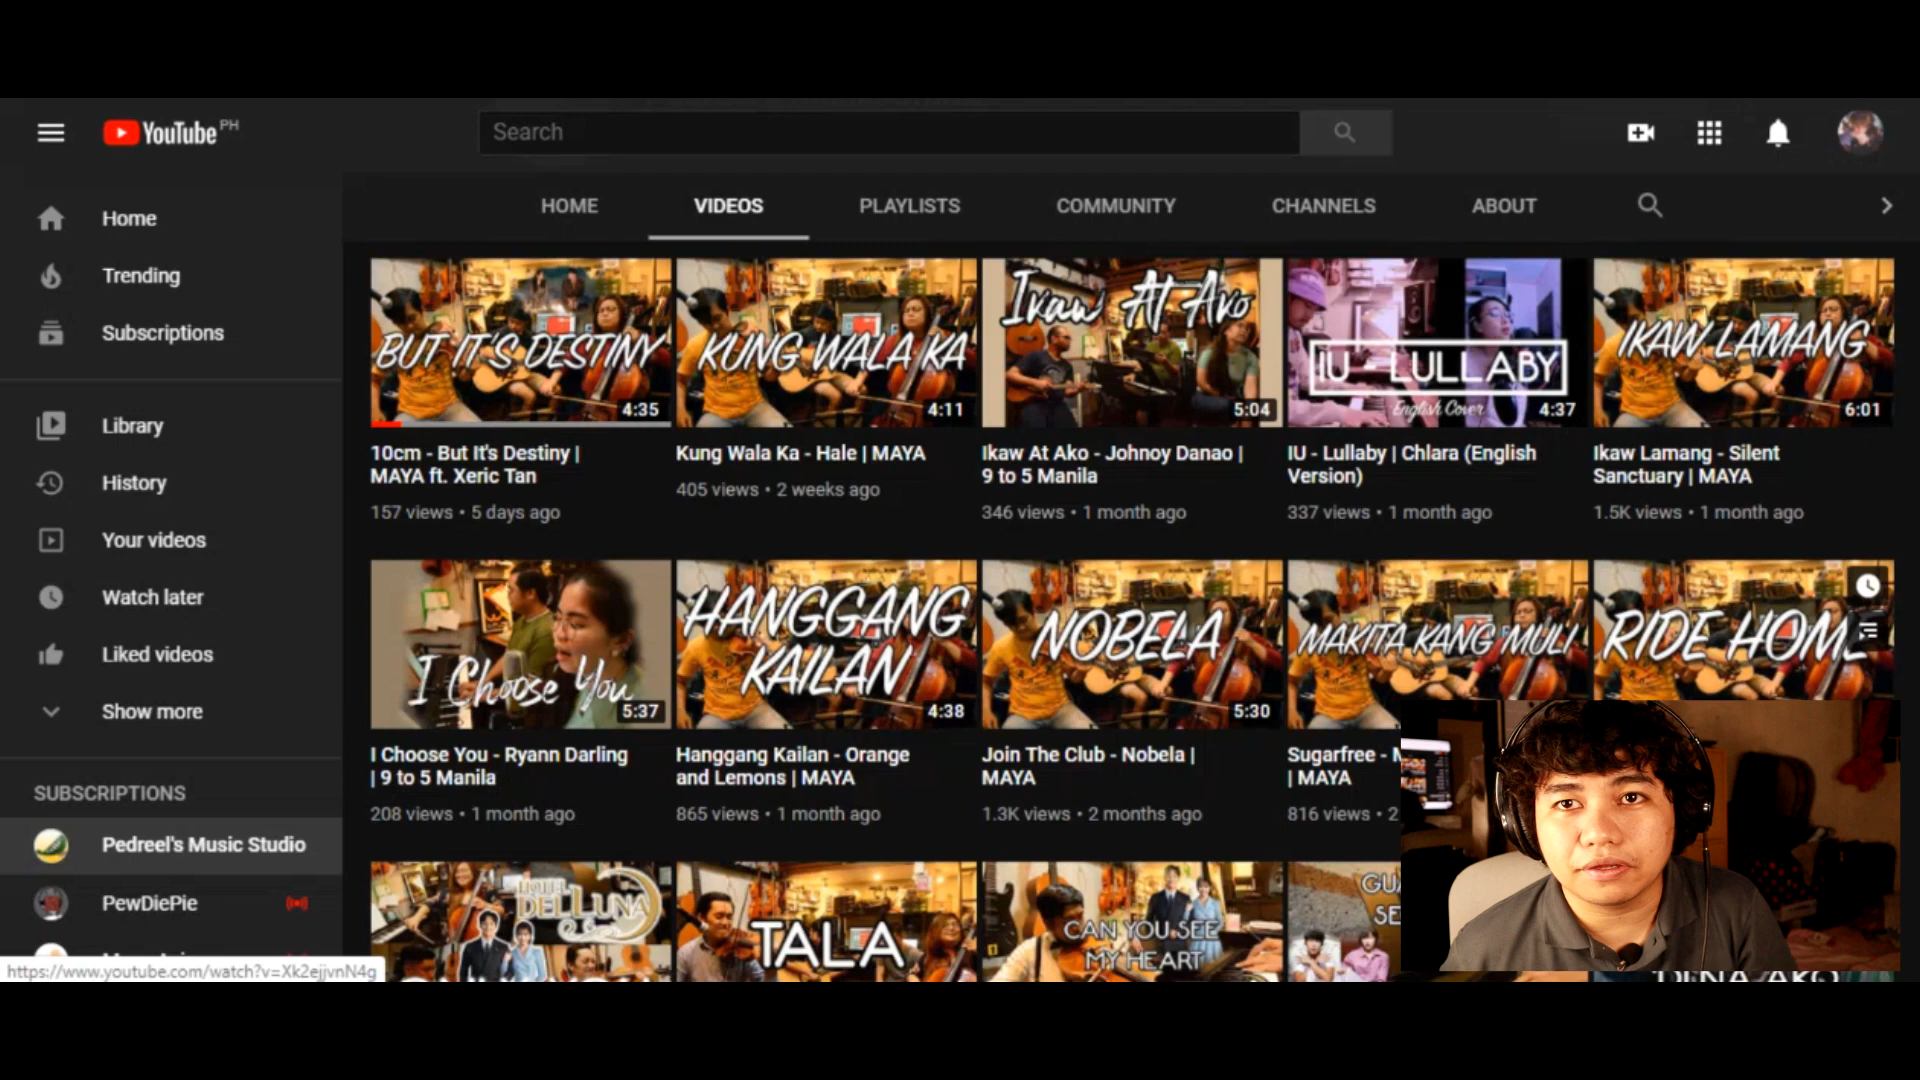 YouTube PH
Search
HOME
VIDEOS
PLAYLISTS
COMMUNITY
CHANNELS
ABOUT
Home
Trending
Subscriptions
Library
History
Your videos
Watch later
Liked videos
Show more
SUBSCRIPTIONS
Pedreel's Music Studio
PewDiePie
https://www.youtube.com/watch?v=Xk2ejjvnN4g
BUT IT'S DESTINY
4:35
10cm - But It's Destiny |
MAYA ft. Xeric Tan
157 views • 5 days ago
KUNG WALA KA
4:11
Kung Wala Ka - Hale | MAYA
405 views • 2 weeks ago
Ikaw At Ako
5:04
Ikaw At Ako - Johnoy Danao |
9 to 5 Manila
346 views • 1 month ago
IU - LULLABY
English Cover
4:37
IU - Lullaby | Chlara (English
Version)
337 views • 1 month ago
IKAW LAMANG
6:01
Ikaw Lamang - Silent
Sanctuary | MAYA
1.5K views • 1 month ago
I Choose You
5:37
I Choose You - Ryann Darling
| 9 to 5 Manila
208 views • 1 month ago
HANGGANG
KAILAN
4:38
Hanggang Kailan - Orange
and Lemons | MAYA
865 views • 1 month ago
NOBELA
5:30
Join The Club - Nobela |
MAYA
1.3K views • 2 months ago
MAKITA KANG MULI
Sugarfree - M
| MAYA
816 views • 2
RIDE HOME
HOTEL
DEL LUNA
TALA
CAN YOU SEE
MY HEART
GU
SE
DI NA AKO